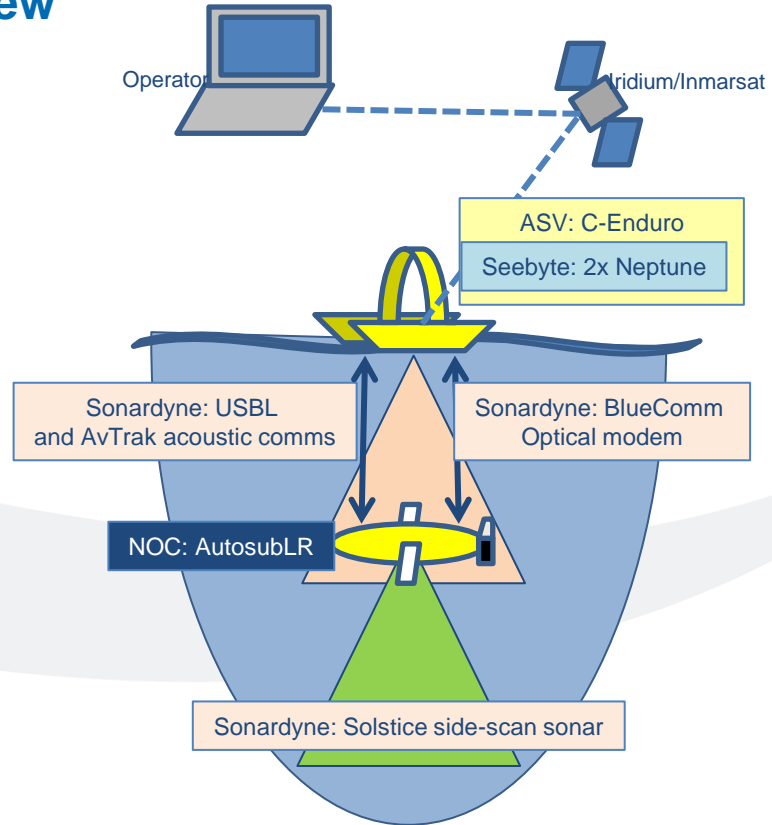 ew
Operator
Iridium/Inmarsat
ASV: C-Enduro
Seebyte: 2x Neptune
Sonardyne: USBL
and AvTrak acoustic comms
Sonardyne: BlueComm
Optical modem
NOC: AutosubLR
Sonardyne: Solstice side-scan sonar